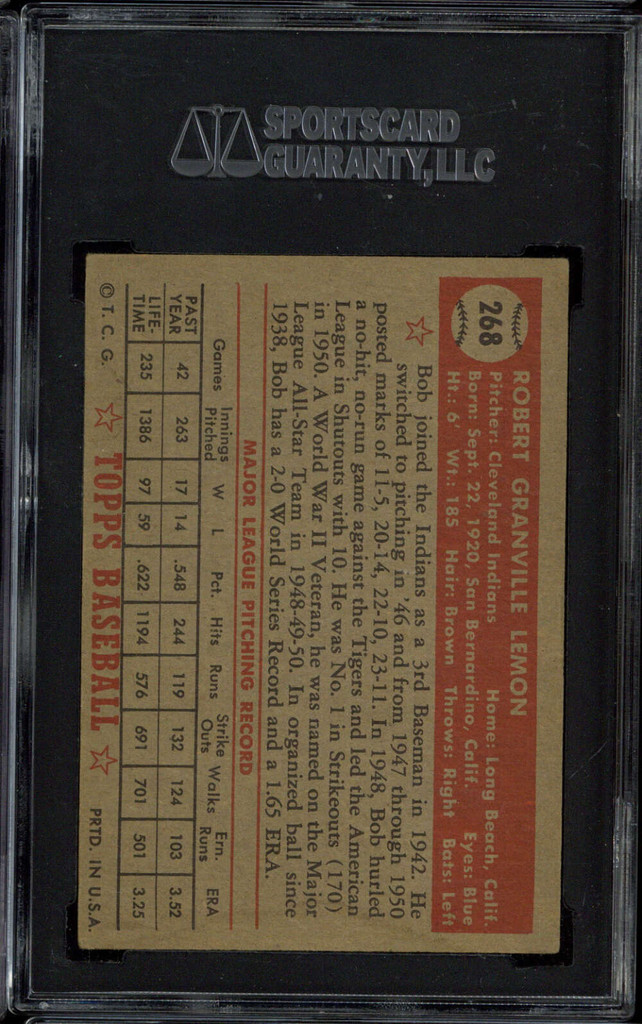 SPORTSCARD
GUARANTY, LLC
268
ROBERT GRANVILLE LEMON
Pitcher: Cleveland Indians Home: Long Beach, Calif.
Born: Sept. 22, 1920, San Bernardino, Calif. Eyes: Blue
Ht.: 6' Wt.: 185 Hair: Brown Throws: Right Bats: Left
Bob joined the Indians as a 3rd Baseman in 1942. He
switched to pitching in '46 and from 1947 through 1950
posted marks of 11-5, 20-14, 22-10, 23-11. In 1948, Bob hurled
a no-hit, no-run game against the Tigers and led the American
League in Shutouts with 10. He was No. 1 in Strikeouts (170)
in 1950. A World War II Veteran, he was named on the Major
League All-Star Team in 1948-49-50. In organized ball since
1938, Bob has a 2-0 World Series Record and a 1.65 ERA.
MAJOR LEAGUE PITCHING RECORD
Games Innings Pitched W L Pct. Hits Runs Strike Outs Walks Ern. Runs ERA
PAST YEAR 42 263 17 14 .548 244 119 132 124 103 3.52
LIFE-TIME 235 1386 97 59 .622 1194 576 691 701 501 3.25
© T. C. G. TOPPS BASEBALL PRTD. IN U.S.A.